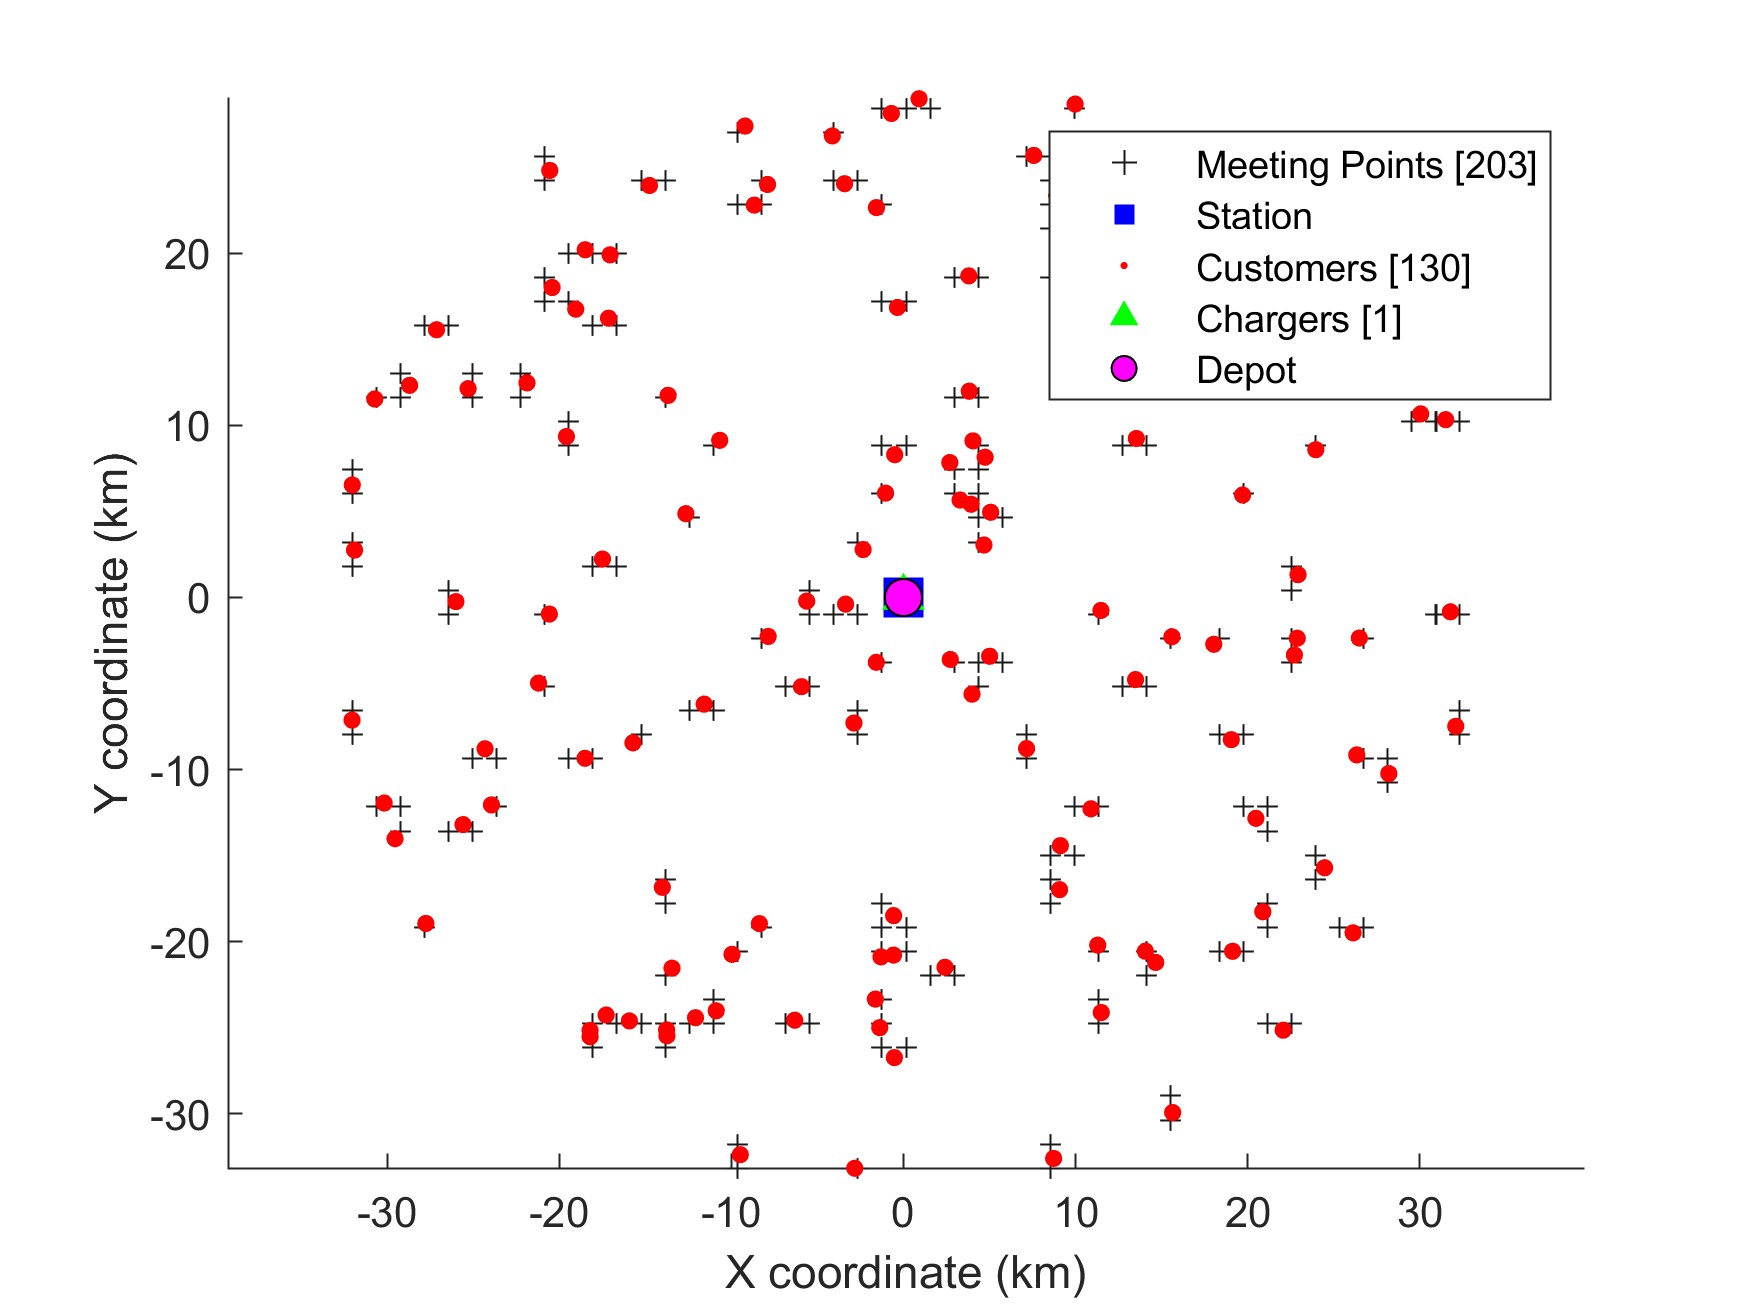 Meeting Points [203]
Station
Customers [130]
Chargers [1]
Depot
20
10
0
-10
-20
-30
Y coordinate (km)
-30
-20
-10
0
10
20
30
X coordinate (km)